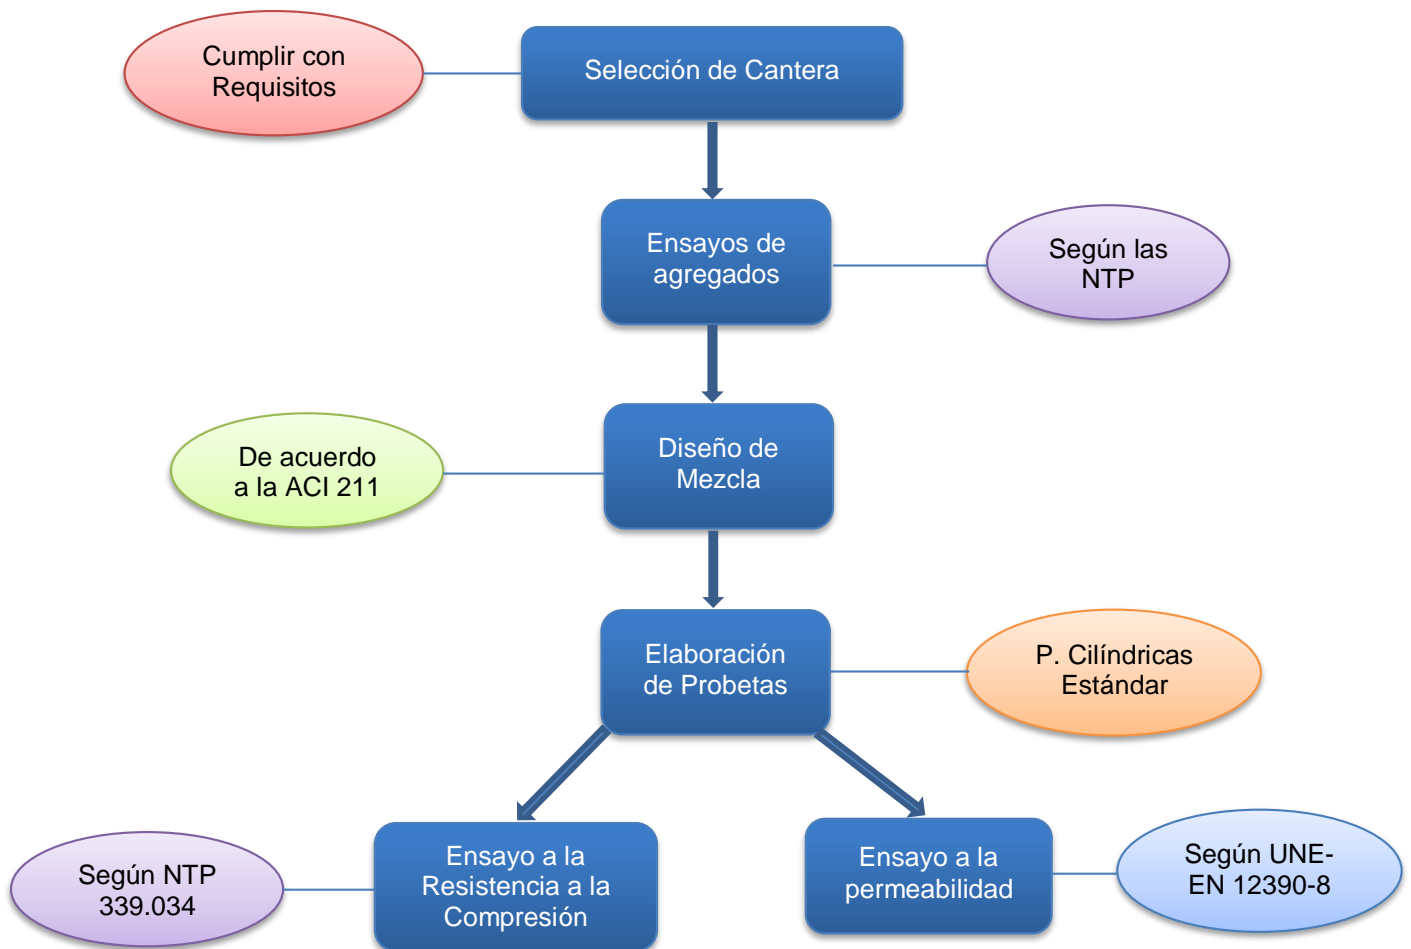 Cumplir con
Requisitos
Selección de Cantera
Ensayos de
agregados
Según las
NTP
De acuerdo
a la ACI 211
Diseño de
Mezcla
Elaboración
de Probetas
P. Cilíndricas
Estándar
Según NTP
339.034
Ensayo a la
Resistencia a la
Compresión
Ensayo a la
permeabilidad
Según UNE-
EN 12390-8